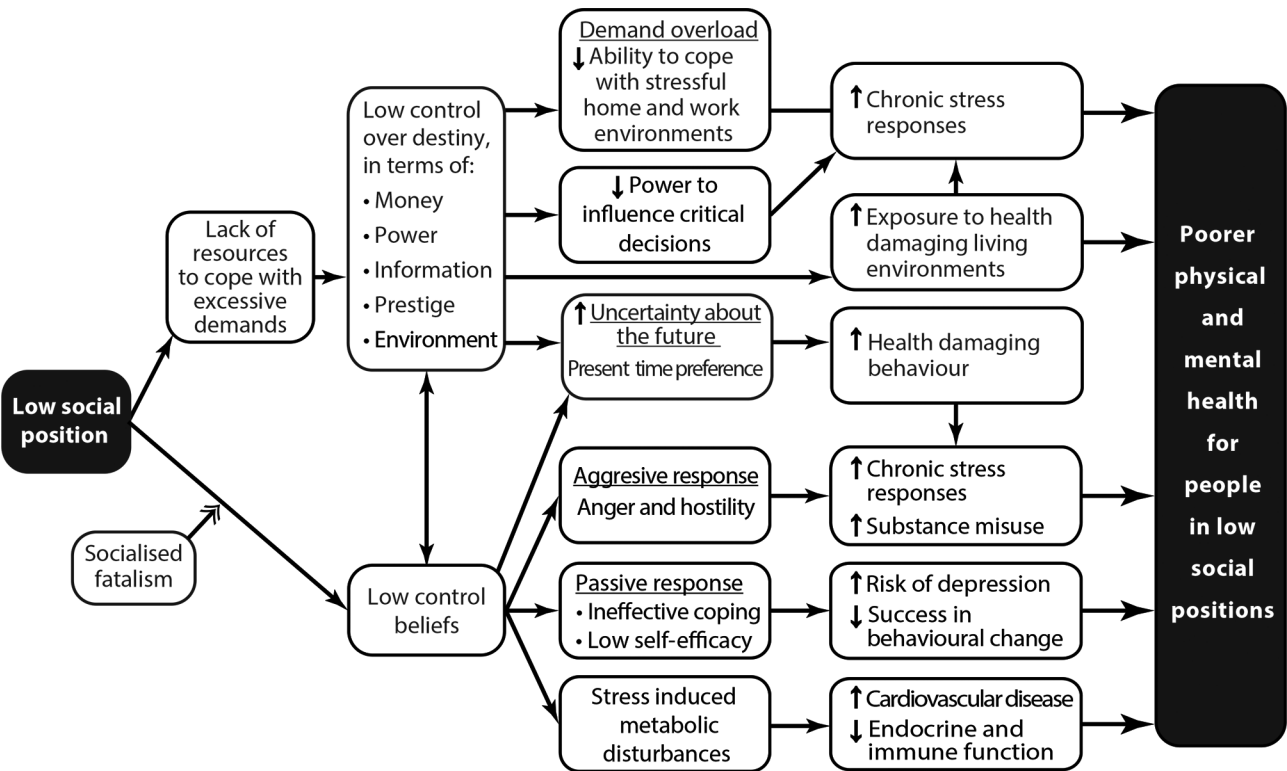 Low social
position
Socialised
fatalism
Lack of
resources
to cope with
excessive
demands
Low control
over destiny,
in terms of:
• Money
• Power
• Information
• Prestige
• Environment
Low control
beliefs
Demand overload
↓ Ability to cope
with stressful
home and work
environments
↓ Power to
influence critical
decisions
↑ Uncertainty about
the future
Present time preference
Aggresive response
Anger and hostility
Passive response
• Ineffective coping
• Low self-efficacy
Stress induced
metabolic
disturbances
↑ Chronic stress
responses
↑ Exposure to health
damaging living
environments
↑ Health damaging
behaviour
↑ Chronic stress
responses
↑ Substance misuse
↑ Risk of depression
↓ Success in
behavioural change
↑ Cardiovascular disease
↓ Endocrine and
immune function
Poorer
physical
and
mental
health
for
people
in low
social
positions